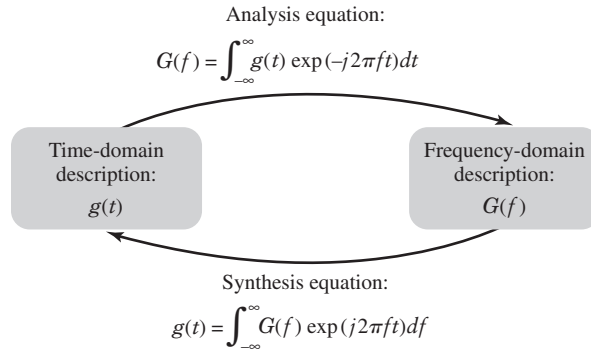 Analysis equation:
G(f) = ∫_{-∞}^{∞} g(t) exp (–j2πft)dt
Time-domain
description:
g(t)
Frequency-domain
description:
G(f)
Synthesis equation:
g(t) = ∫_{-∞}^{∞} G(f) exp (j2πft)df